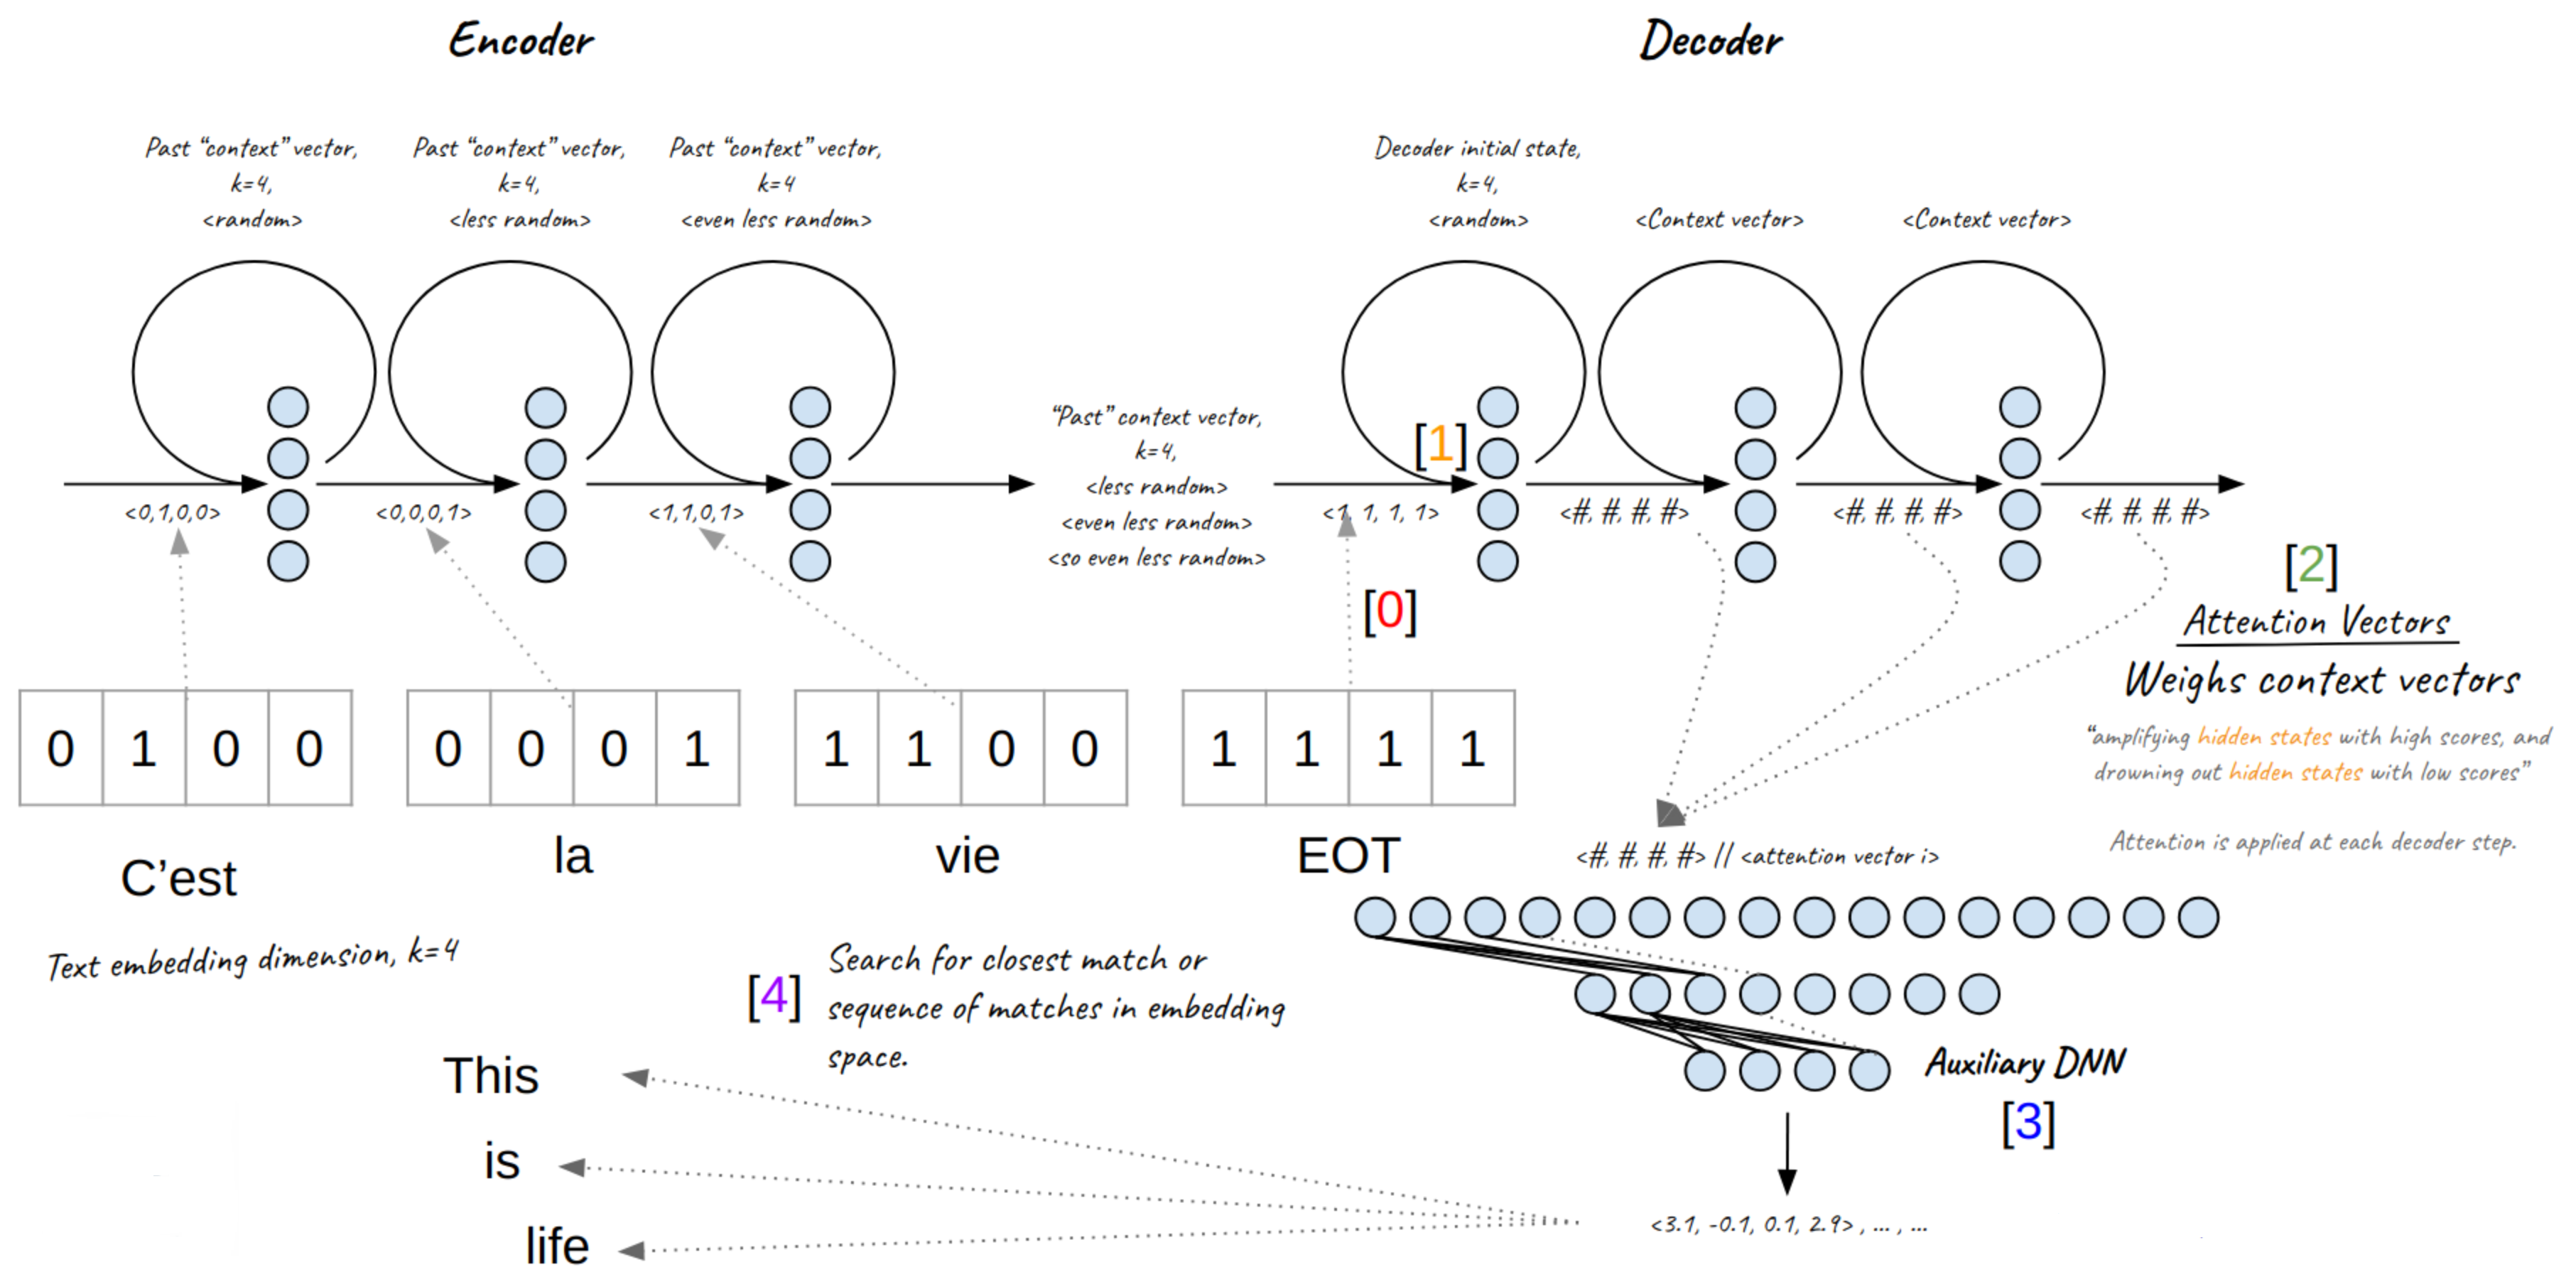 Encoder
Decoder
Past “context” vector,
k=4,
<random>
Past “context” vector,
k=4,
<less random>
Past “context” vector,
k=4
<even less random>
Decoder initial state,
k=4,
<random>
<Context vector>
<Context vector>
“Past” context vector,
k=4,
<less random>
<even less random>
<so even less random>
[1]
<0,1,0,0>
<0,0,0,1>
<1,1,0,1>
<1, 1, 1, 1>
<#, #, #, #>
<#, #, #, #>
<#, #, #, #>
[0]
[2]
Attention Vectors
Weighs context vectors
“amplifying hidden states with high scores, and
drowning out hidden states with low scores”
Attention is applied at each decoder step.
0 1 0 0
0 0 0 1
1 1 0 0
1 1 1 1
C’est
la
vie
EOT
<#, #, #, #> // <attention vector i>
Text embedding dimension, k=4
[4]
Search for closest match or
sequence of matches in embedding
space.
Auxiliary DNN
[3]
This
is
life
<3.1, -0.1, 0.1, 2.9> , ... , ...